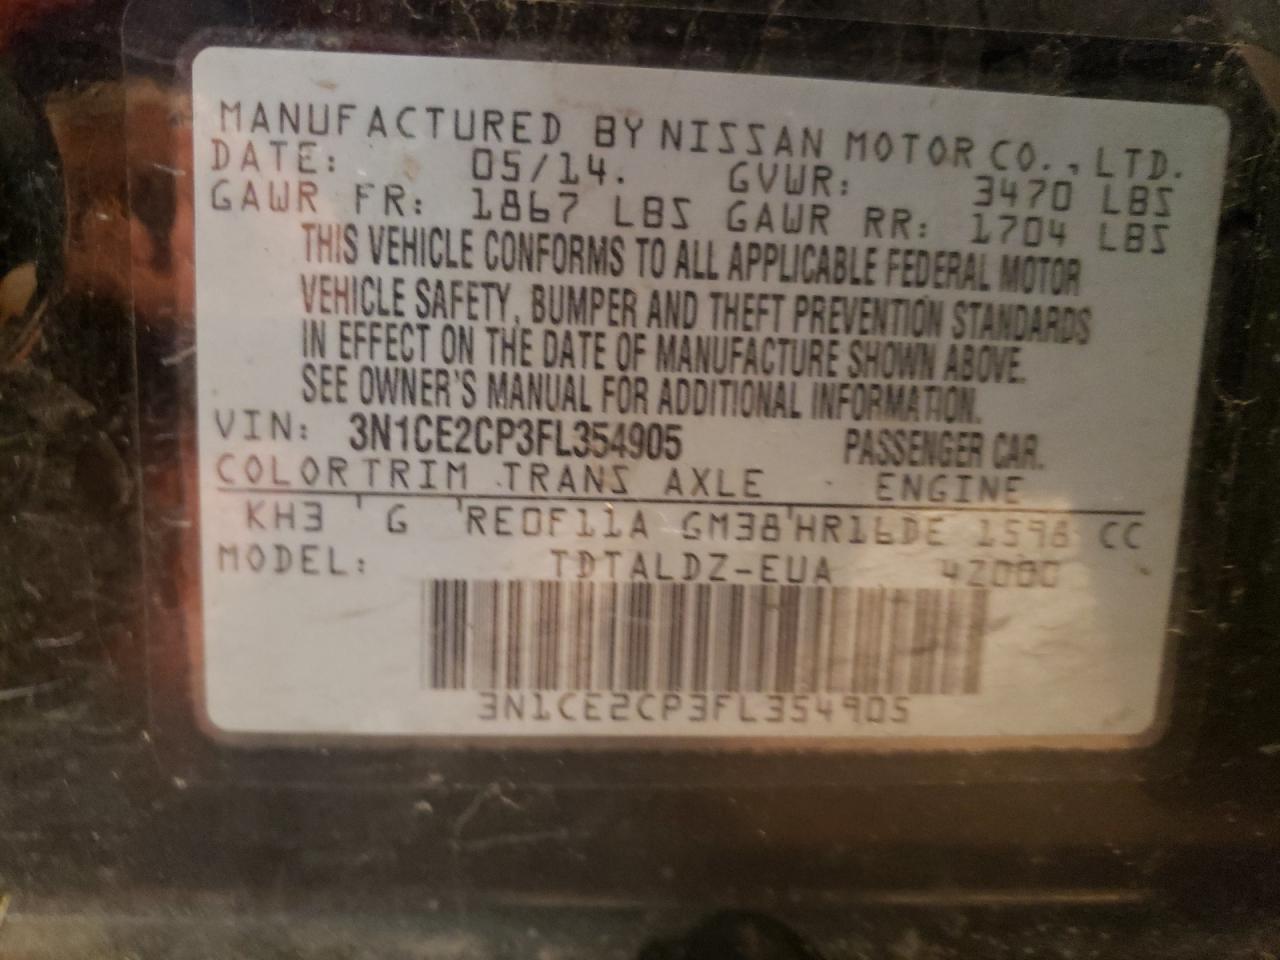 MANUFACTURED BY NISSAN MOTOR CO., LTD.
DATE: 05/14. GVWR: 3470 LBS
GAWR FR: 1867 LBS GAWR RR: 1704 LBS
THIS VEHICLE CONFORMS TO ALL APPLICABLE FEDERAL MOTOR
VEHICLE SAFETY, BUMPER AND THEFT PREVENTION STANDARDS
IN EFFECT ON THE DATE OF MANUFACTURE SHOWN ABOVE.
SEE OWNER'S MANUAL FOR ADDITIONAL INFORMATION.
VIN: 3N1CE2CP3FL354905 PASSENGER CAR.
COLOR TRIM TRANS AXLE ENGINE
KH3 G RE0F11A GM38 HR16DE 1598 CC
MODEL: TDTALDZ-EUA 42000
3N1CE2CP3FL354905